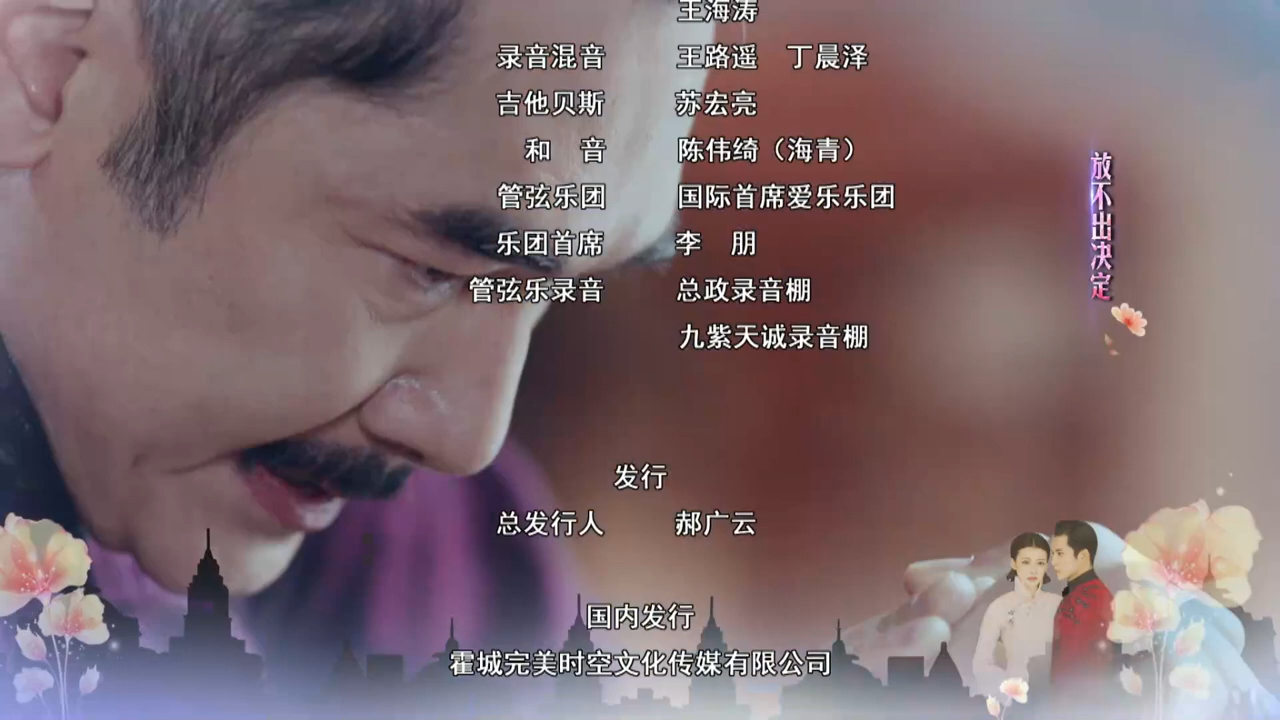 王海涛
录音混音 王路遥 丁晨泽
吉他贝斯 苏宏亮
和 音 陈伟绮（海青）
管弦乐团 国际首席爱乐乐团
乐团首席 李 朋
管弦乐录音 总政录音棚
九紫天诚录音棚
发行
总发行人 郝广云
国内发行
霍城完美时空文化传媒有限公司
放不出决定